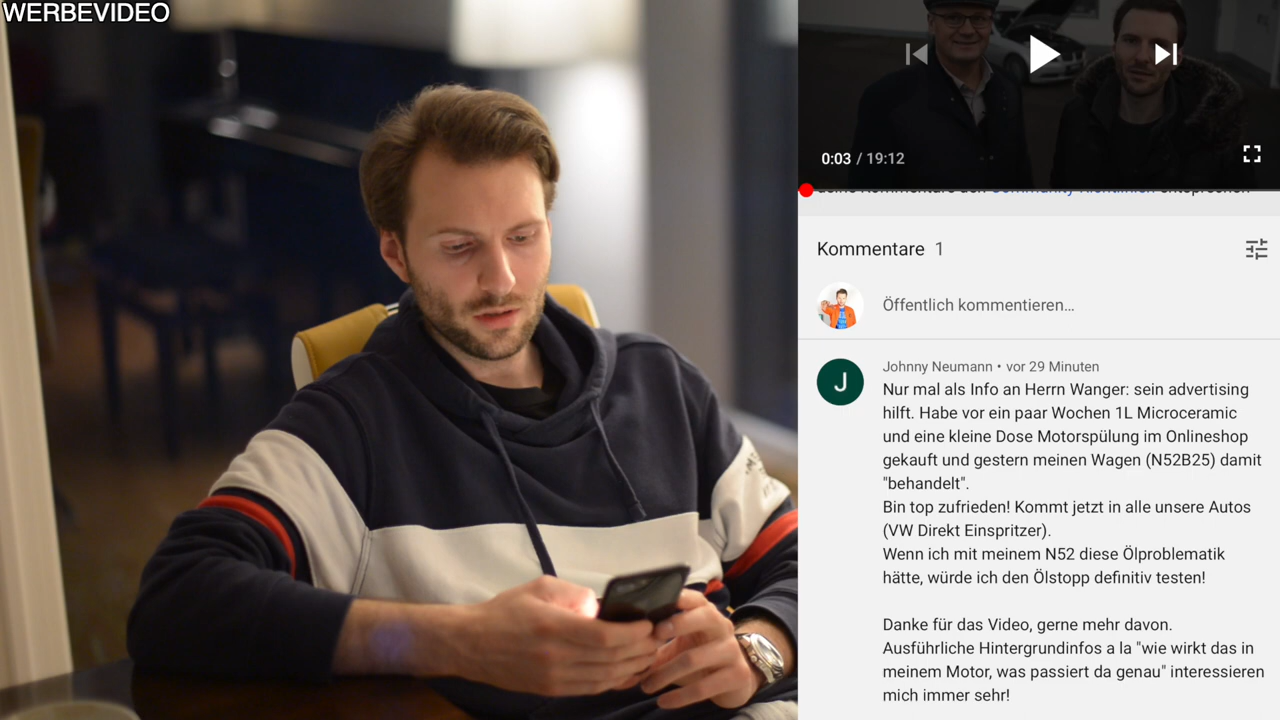 WERBEVIDEO
0:03 / 19:12
Kommentare 1
Öffentlich kommentieren...
J
Johnny Neumann • vor 29 Minuten
Nur mal als Info an Herrn Wanger: sein advertising
hilft. Habe vor ein paar Wochen 1L Microceramic
und eine kleine Dose Motorspülung im Onlineshop
gekauft und gestern meinen Wagen (N52B25) damit
"behandelt".
Bin top zufrieden! Kommt jetzt in alle unsere Autos
(VW Direkt Einspritzer).
Wenn ich mit meinem N52 diese Ölproblematik
hätte, würde ich den Ölstopp definitiv testen!
Danke für das Video, gerne mehr davon.
Ausführliche Hintergrundinfos a la "wie wirkt das in
meinem Motor, was passiert da genau" interessieren
mich immer sehr!